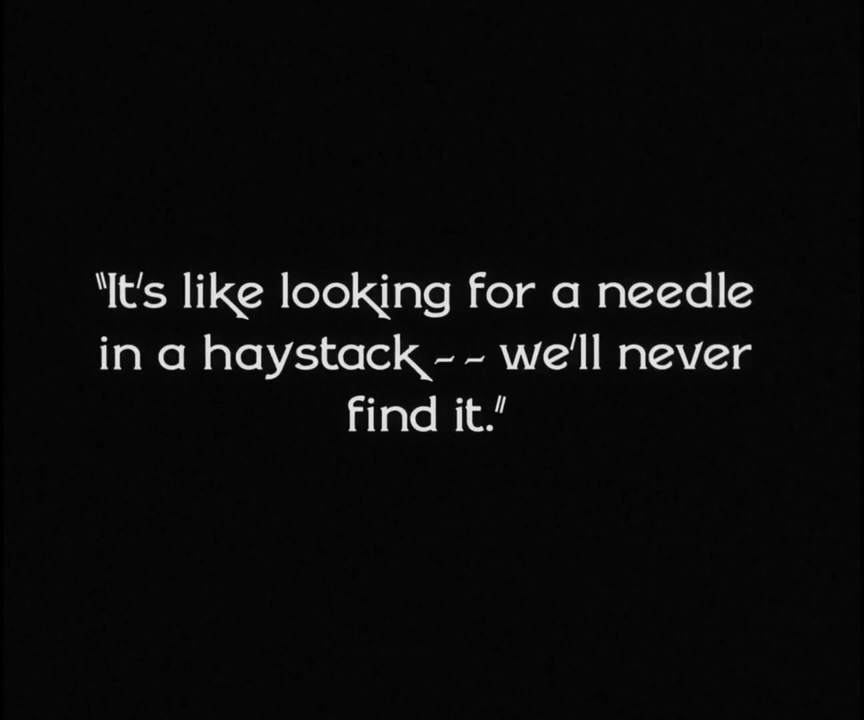 "It's like looking for a needle
in a haystack -- we'll never
find it."